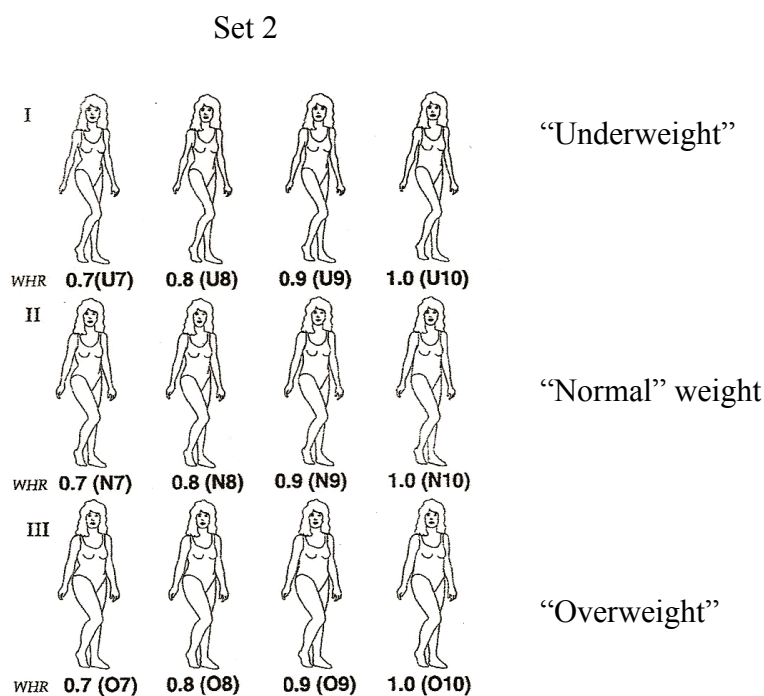 Set 2
I
“Underweight”
WHR 0.7(U7) 0.8 (U8) 0.9 (U9) 1.0 (U10)
II
“Normal” weight
WHR 0.7 (N7) 0.8 (N8) 0.9 (N9) 1.0 (N10)
III
“Overweight”
WHR 0.7 (O7) 0.8 (O8) 0.9 (O9) 1.0 (O10)